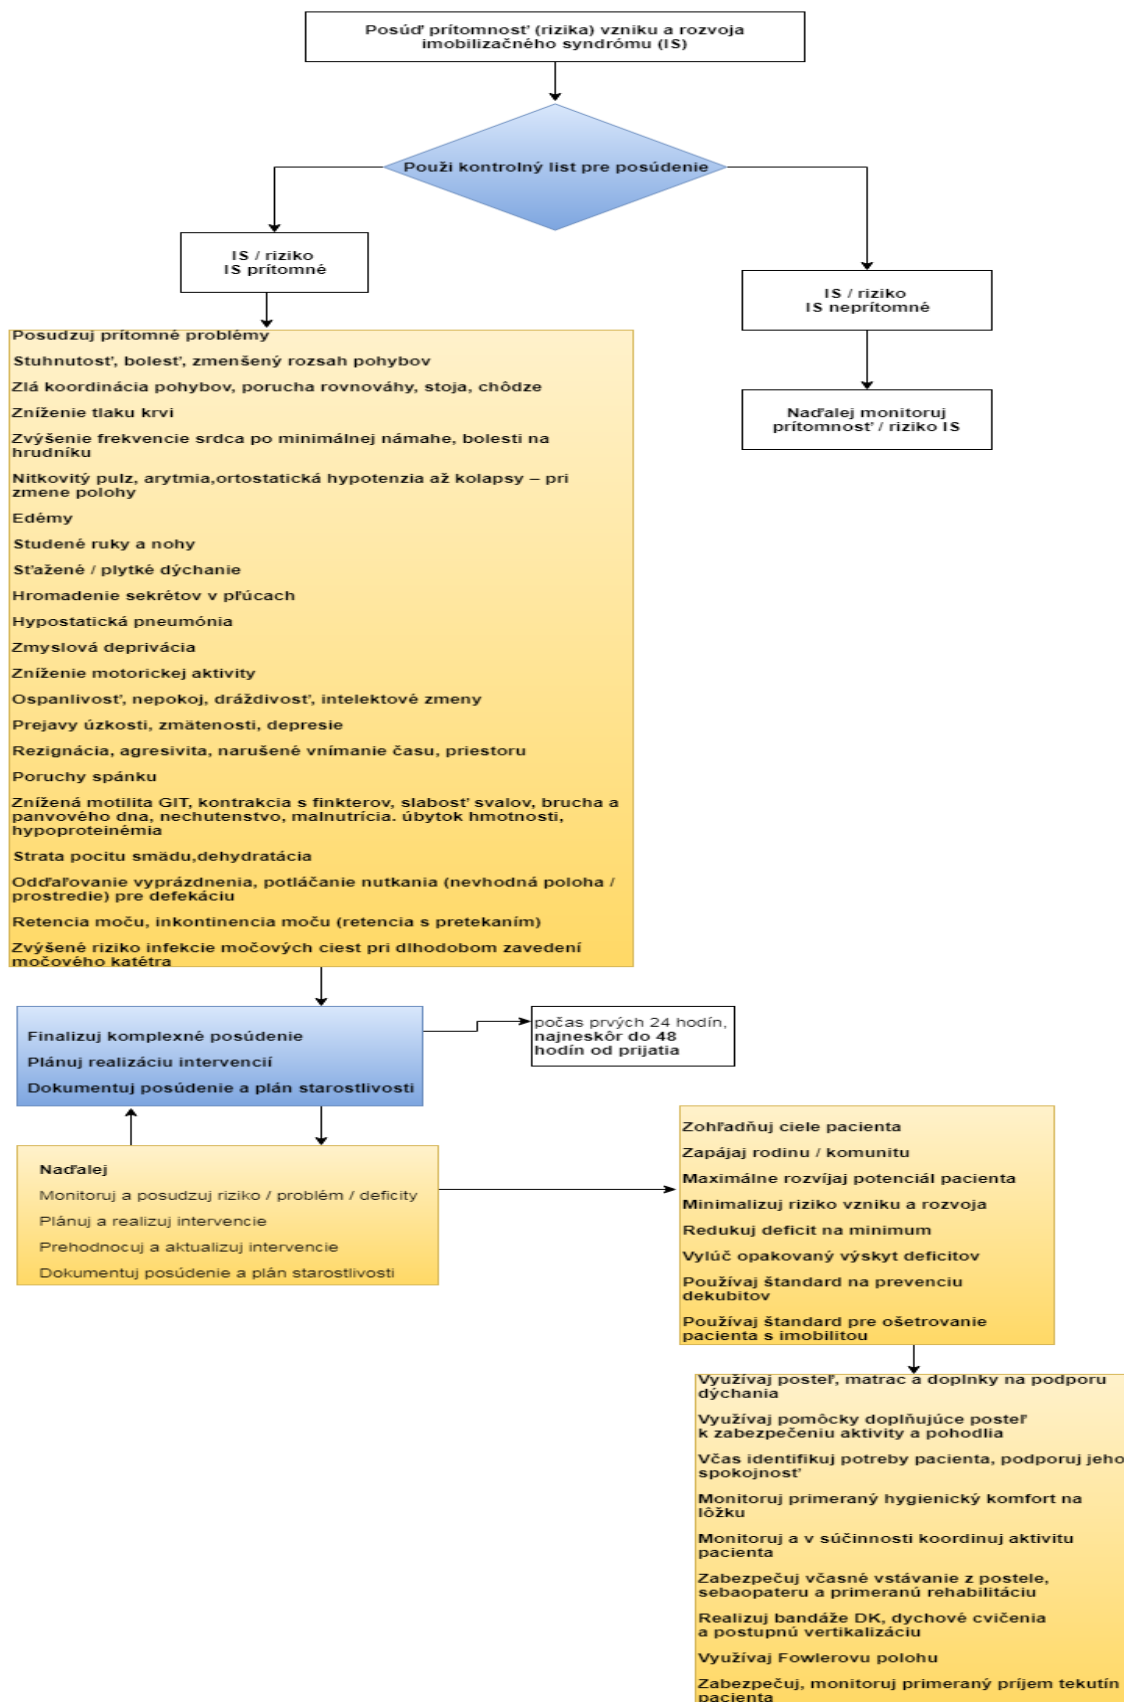 Posúď prítomnosť (rizika) vzniku a rozvoja
imobilizačného syndrómu (IS)
Použi kontrolný list pre posúdenie
IS / riziko
IS prítomné
IS / riziko
IS neprítomné
Naďalej monitoruj
prítomnosť / riziko IS
Posudzuj prítomné problémy
Stuhnutosť, bolesť, zmenšený rozsah pohybov
Zlá koordinácia pohybov, porucha rovnováhy, stoja, chôdze
Zníženie tlaku krvi
Zvýšenie frekvencie srdca po minimálnej námahe, bolesti na
hrudníku
Nitkovitý pulz, arytmia,ortostatická hypotenzia až kolapsy – pri
zmene polohy
Edémy
Studené ruky a nohy
Sťažené / plytké dýchanie
Hromadenie sekrétov v pľúcach
Hypostatická pneumónia
Zmyslová deprivácia
Zníženie motorickej aktivity
Ospanlivosť, nepokoj, dráždivosť, intelektové zmeny
Prejavy úzkosti, zmätenosti, depresie
Rezignácia, agresivita, narušené vnímanie času, priestoru
Poruchy spánku
Znížená motilita GIT, kontrakcia s finkterov, slabosť svalov, brucha a
panvového dna, nechutenstvo, malnutrícia. úbytok hmotnosti,
hypoproteinémia
Strata pocitu smädu,dehydratácia
Odďaľovanie vyprázdnenia, potláčanie nutkania (nevhodná poloha /
prostredie) pre defekáciu
Retencia moču, inkontinencia moču (retencia s pretekaním)
Zvýšené riziko infekcie močových ciest pri dlhodobom zavedení
močového katétra
Finalizuj komplexné posúdenie
Plánuj realizáciu intervencií
Dokumentuj posúdenie a plán starostlivosti
počas prvých 24 hodín,
najneskôr do 48
hodín od prijatia
Naďalej
Monitoruj a posudzuj riziko / problém / deficity
Plánuj a realizuj intervencie
Prehodnocuj a aktualizuj intervencie
Dokumentuj posúdenie a plán starostlivosti
Zohľadňuj ciele pacienta
Zapájaj rodinu / komunitu
Maximálne rozvíjaj potenciál pacienta
Minimalizuj riziko vzniku a rozvoja
Redukuj deficit na minimum
Vylúč opakovaný výskyt deficitov
Používaj štandard na prevenciu
dekubitov
Používaj štandard pre ošetrovanie
pacienta s imobilitou
Využívaj posteľ, matrac a doplnky na podporu
dýchania
Využívaj pomôcky doplňujúce posteľ
k zabezpečeniu aktivity a pohodlia
Včas identifikuj potreby pacienta, podporuj jeho
spokojnosť
Monitoruj primeraný hygienický komfort na
lôžku
Monitoruj a v súčinnosti koordinuj aktivitu
pacienta
Zabezpečuj včasné vstávanie z postele,
sebaopateru a primeranú rehabilitáciu
Realizuj bandáže DK, dychové cvičenia
a postupnú vertikalizáciu
Využívaj Fowlerovu polohu
Zabezpečuj, monitoruj primeraný príjem tekutín
pacienta